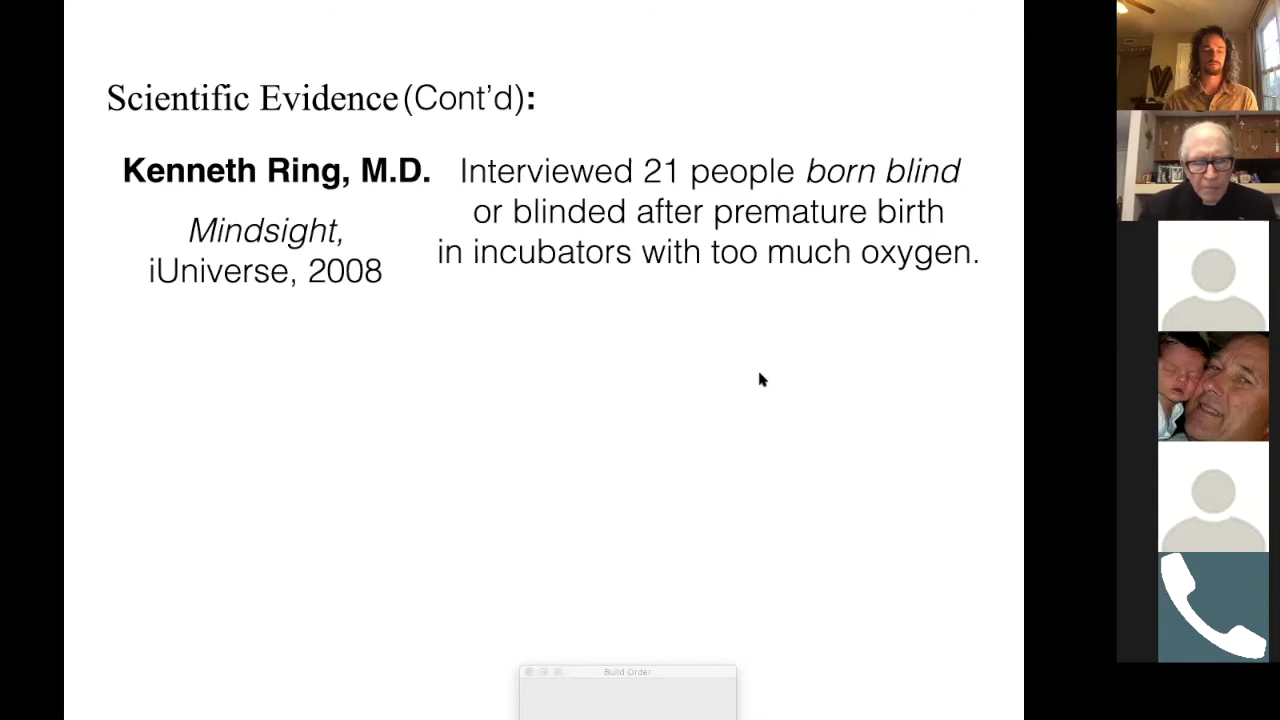 Scientific Evidence (Cont'd):
Kenneth Ring, M.D. Interviewed 21 people born blind
or blinded after premature birth
Mindsight,
in incubators with too much oxygen.
iUniverse, 2008
Build Order